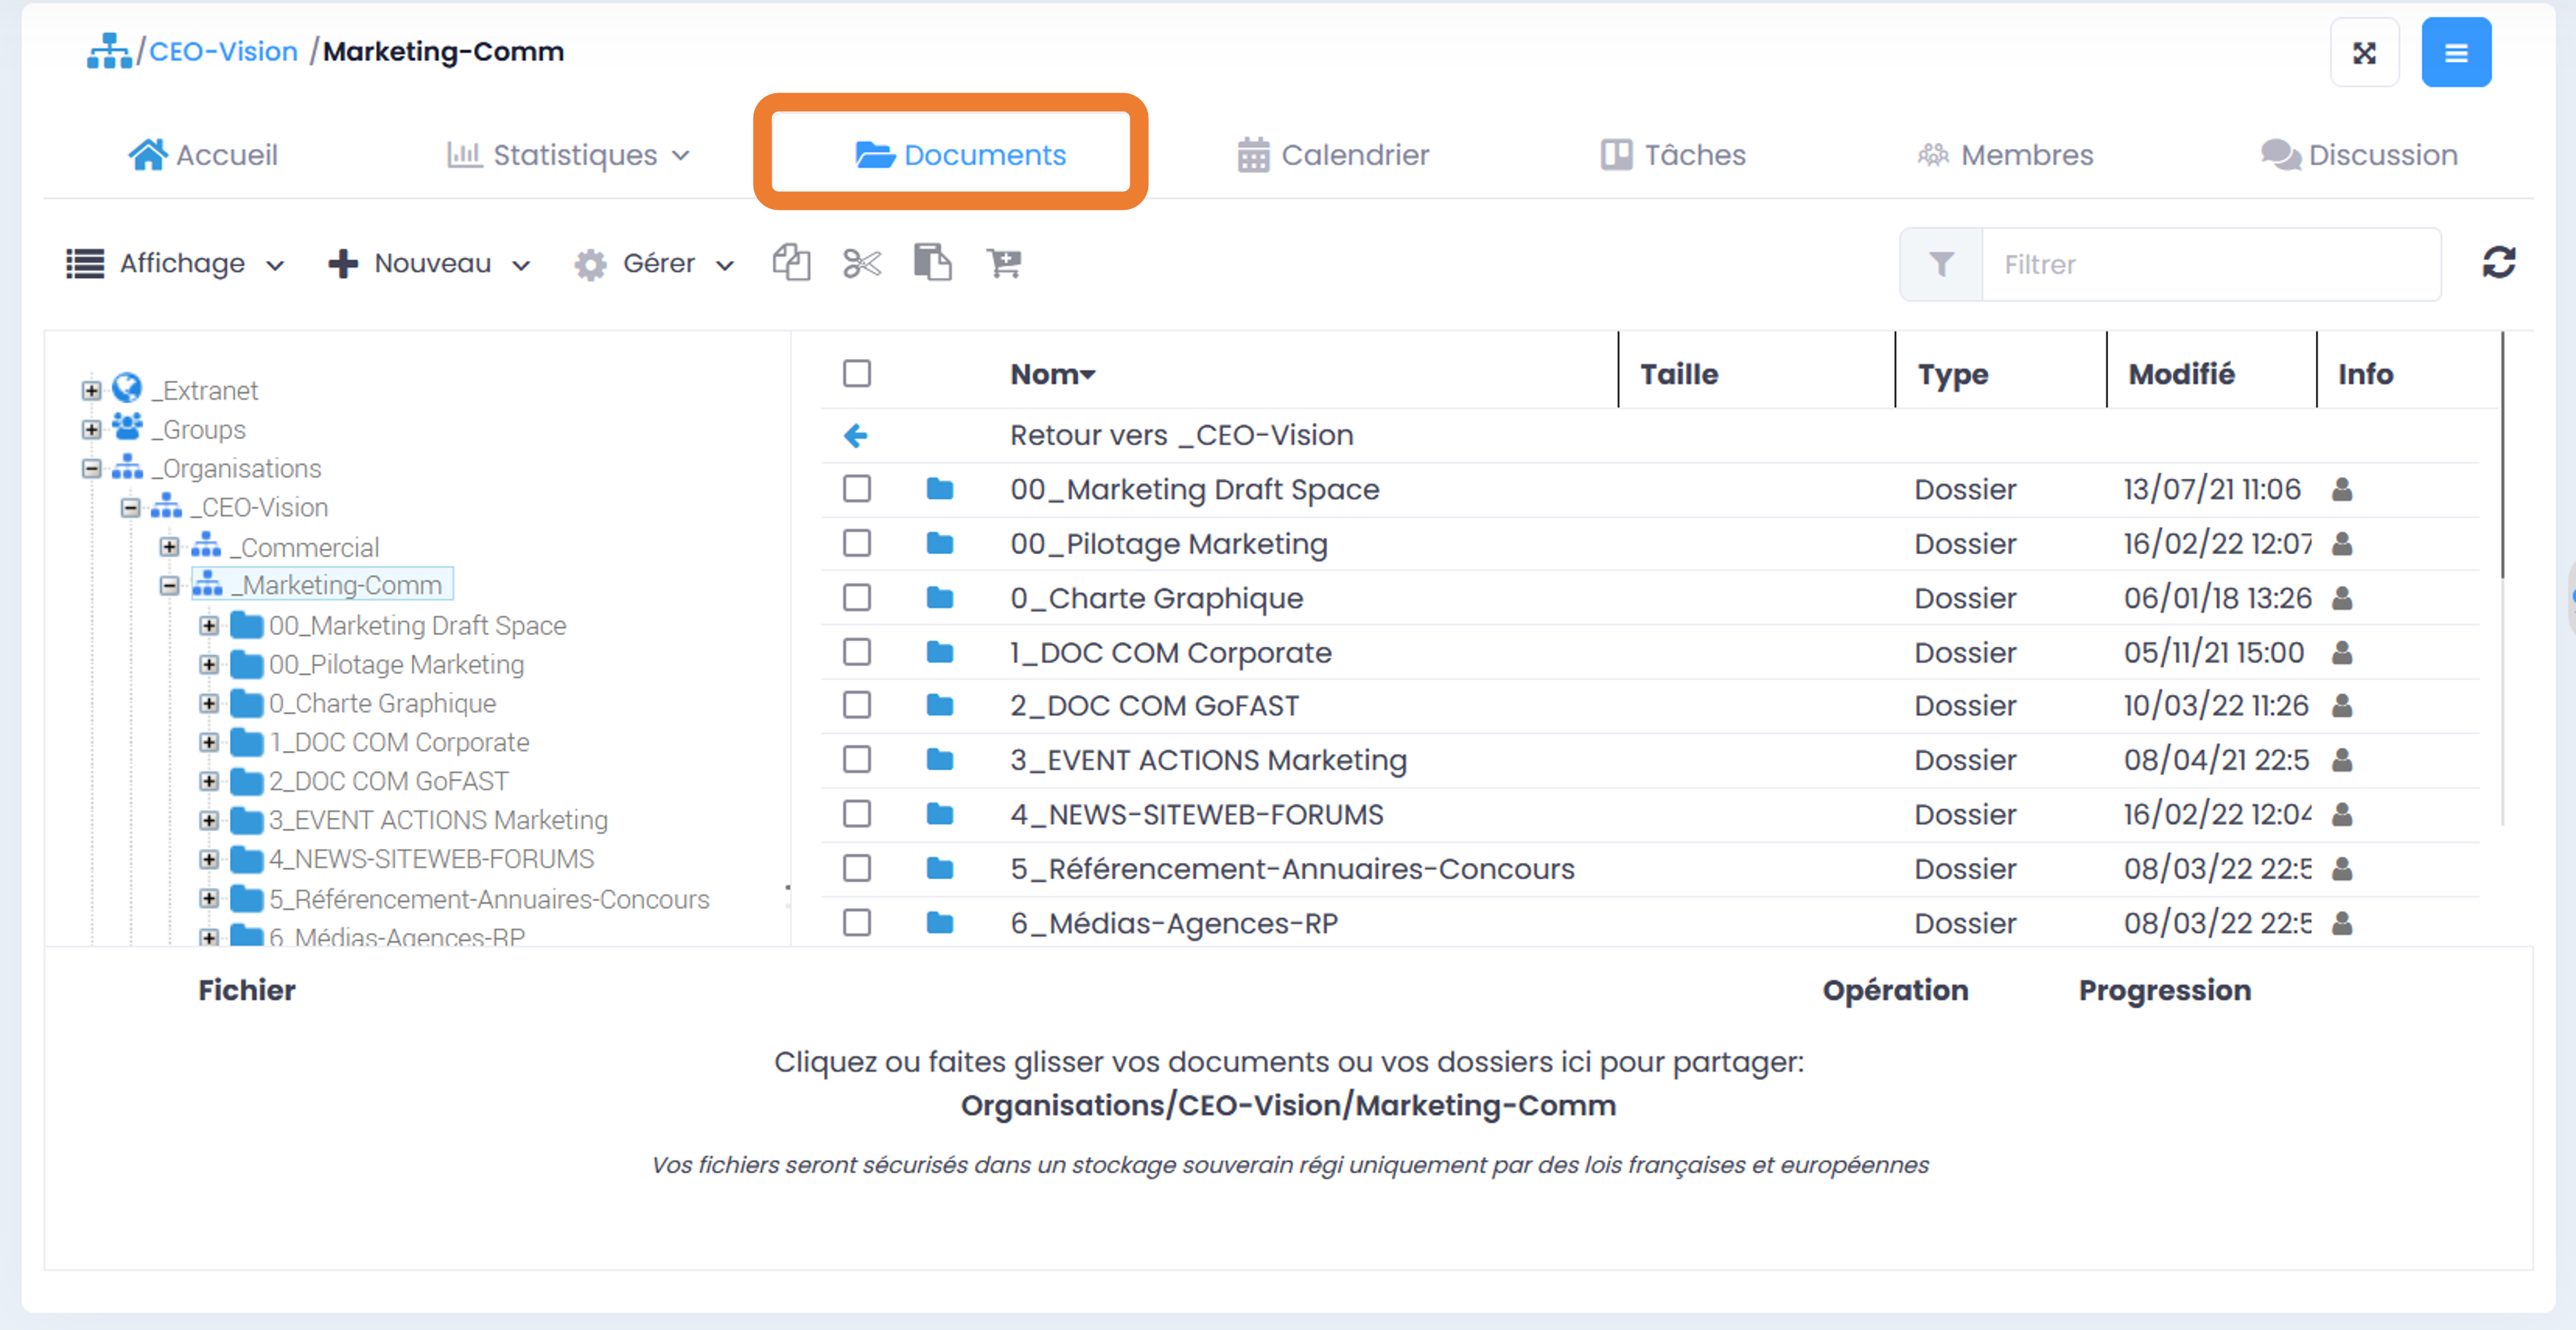 /CEO-Vision /Marketing-Comm
Accueil Statistiques Documents Calendrier Tâches Membres Discussion
Affichage Nouveau Gérer Filtrer
_Extranet
_Groups
_Organisations
_CEO-Vision
_Commercial
_Marketing-Comm
00_Marketing Draft Space
00_Pilotage Marketing
0_Charte Graphique
1_DOC COM Corporate
2_DOC COM GoFAST
3_EVENT ACTIONS Marketing
4_NEWS-SITEWEB-FORUMS
5_Référencement-Annuaires-Concours
6_Médias-Agences-RP
Nom Taille Type Modifié Info
Retour vers _CEO-Vision
00_Marketing Draft Space Dossier 13/07/21 11:06
00_Pilotage Marketing Dossier 16/02/22 12:07
0_Charte Graphique Dossier 06/01/18 13:26
1_DOC COM Corporate Dossier 05/11/21 15:00
2_DOC COM GoFAST Dossier 10/03/22 11:26
3_EVENT ACTIONS Marketing Dossier 08/04/21 22:5
4_NEWS-SITEWEB-FORUMS Dossier 16/02/22 12:04
5_Référencement-Annuaires-Concours Dossier 08/03/22 22:5
6_Médias-Agences-RP Dossier 08/03/22 22:5
Fichier Opération Progression
Cliquez ou faites glisser vos documents ou vos dossiers ici pour partager:
Organisations/CEO-Vision/Marketing-Comm
Vos fichiers seront sécurisés dans un stockage souverain régi uniquement par des lois françaises et européennes